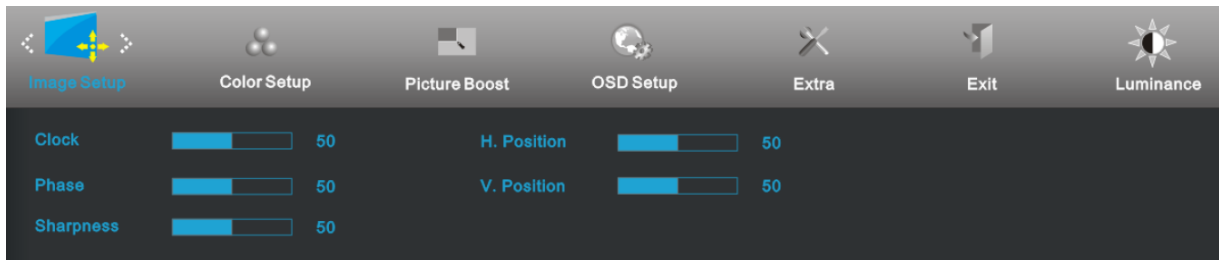 Image Setup Color Setup Picture Boost OSD Setup Extra Exit Luminance
Clock 50 H. Position 50
Phase 50 V. Position 50
Sharpness 50